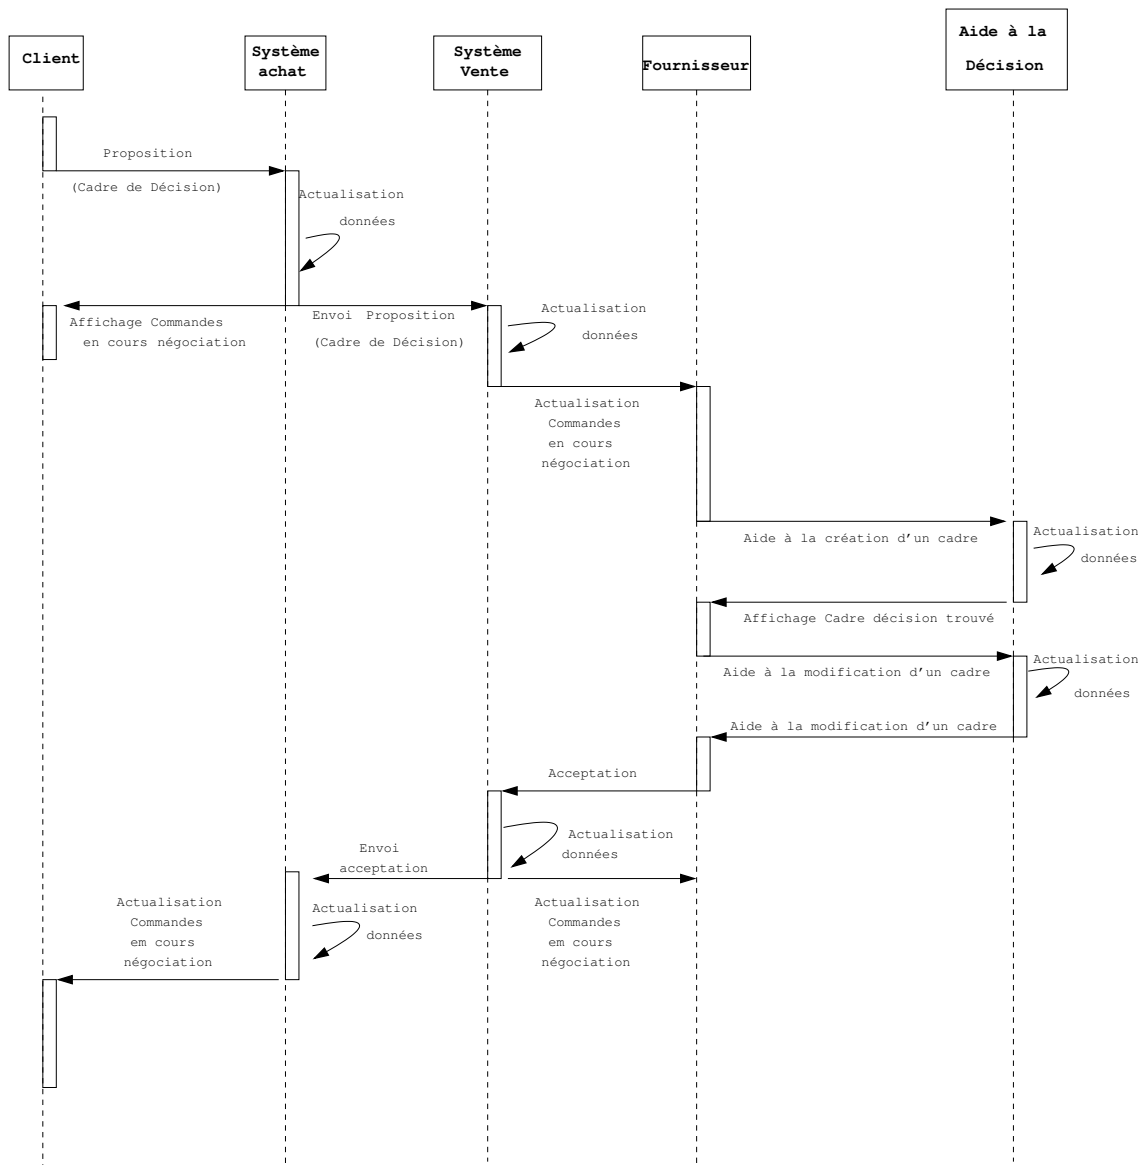 Client
Système
achat
Système
Vente
Fournisseur
Aide à la
Décision
Proposition
(Cadre de Décision)
Actualisation
données
Affichage Commandes
en cours négociation
Envoi Proposition
(Cadre de Décision)
Actualisation
données
Actualisation
Commandes
en cours
négociation
Aide à la création d’un cadre
Actualisation
données
Affichage Cadre décision trouvé
Aide à la modification d’un cadre
Actualisation
données
Aide à la modification d’un cadre
Acceptation
Actualisation
données
Envoi
acceptation
Actualisation
Commandes
em cours
négociation
Actualisation
données
Actualisation
Commandes
em cours
négociation